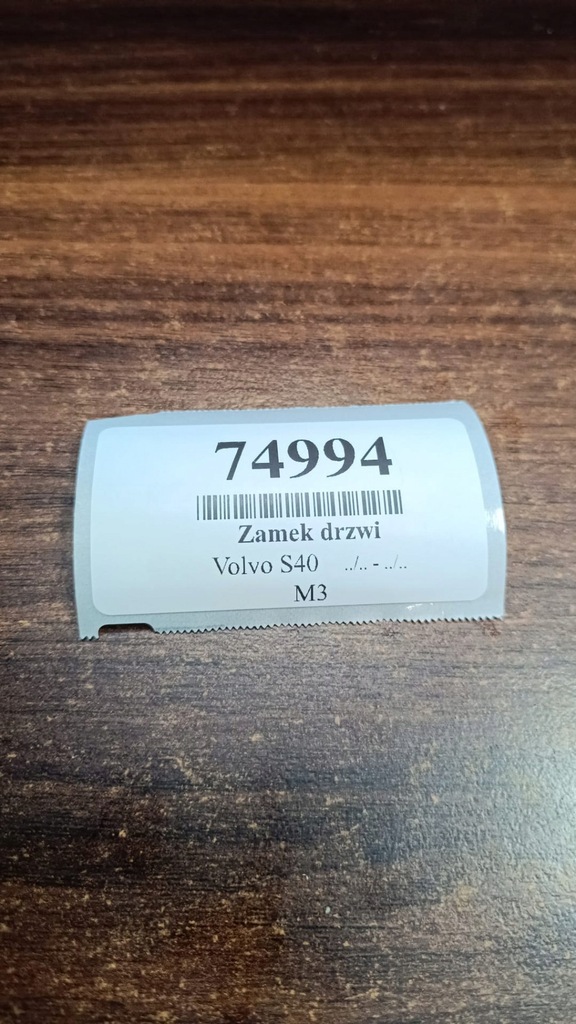 74994
Zamek drzwi
Volvo S40 ../.. - ../..
M3